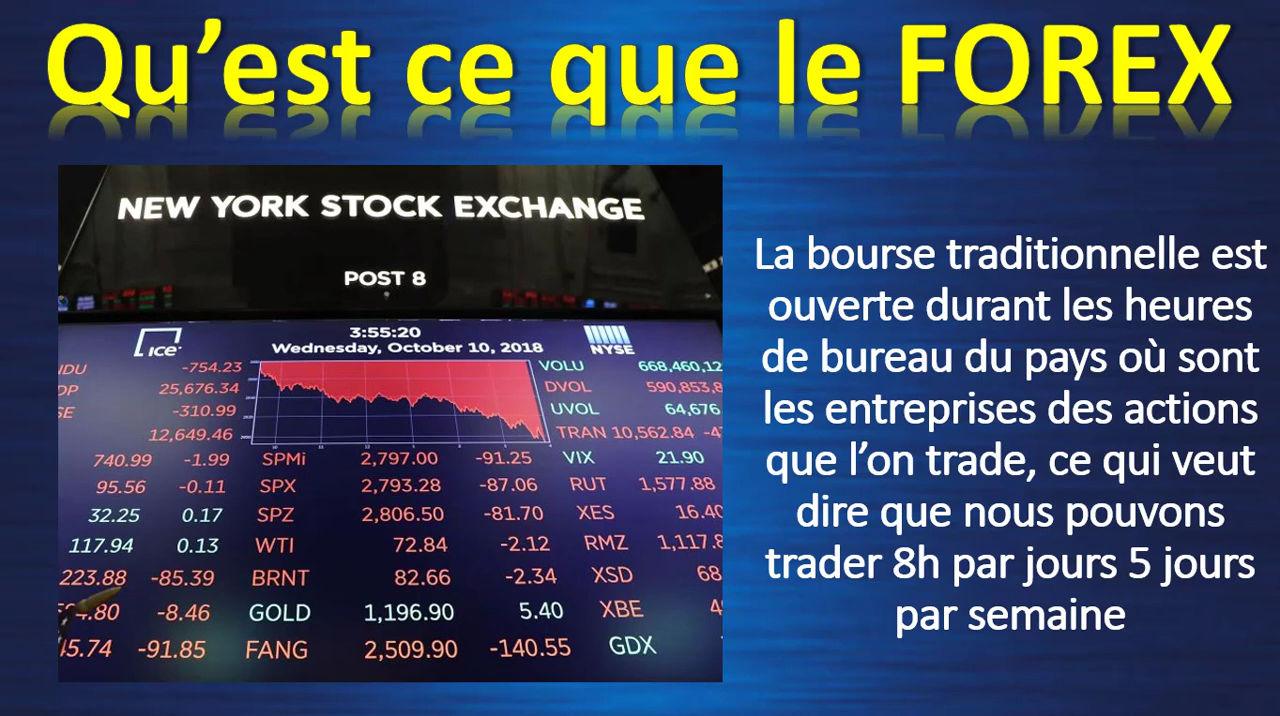 Qu’est ce que le FOREX
NEW YORK STOCK EXCHANGE
POST 8
3:55:20
Wednesday, October 10, 2018
ICE
NYSE
-754.23
25,676.34
-310.99
12,649.46
VOLU 668,460,12
DVOL 590,853,8
UVOL 64,676
TRAN 10,562.84
740.99 -1.99 SPMi 2,797.00 -91.25 VIX 21.90
95.56 -0.11 SPX 2,793.28 -87.06 RUT 1,577.88
32.25 0.17 SPZ 2,806.50 -81.70 XES 16.40
117.94 0.13 WTI 72.84 -2.12 RMZ 1,117.8
223.88 -85.39 BRNT 82.66 -2.34 XSD 68
-8.46 GOLD 1,196.90 5.40 XBE
45.74 -91.85 FANG 2,509.90 -140.55 GDX
La bourse traditionnelle est
ouverte durant les heures
de bureau du pays où sont
les entreprises des actions
que l’on trade, ce qui veut
dire que nous pouvons
trader 8h par jours 5 jours
par semaine